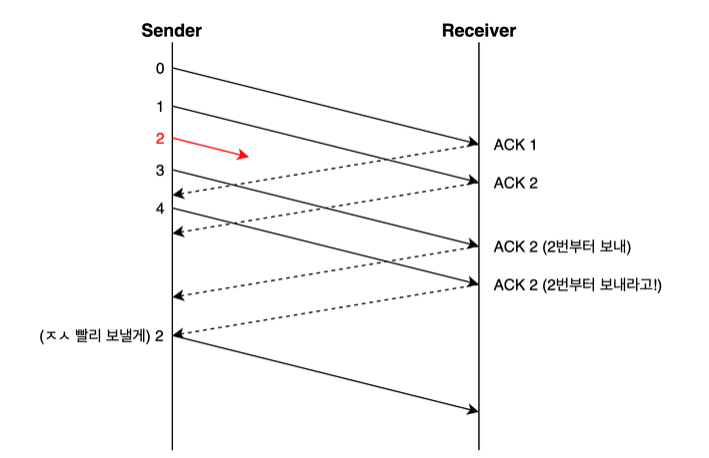 Sender
Receiver
0
1
2
3
4
ACK 1
ACK 2
ACK 2 (2번부터 보내)
ACK 2 (2번부터 보내라고!)
(ㅈㅅ 빨리 보낼게) 2